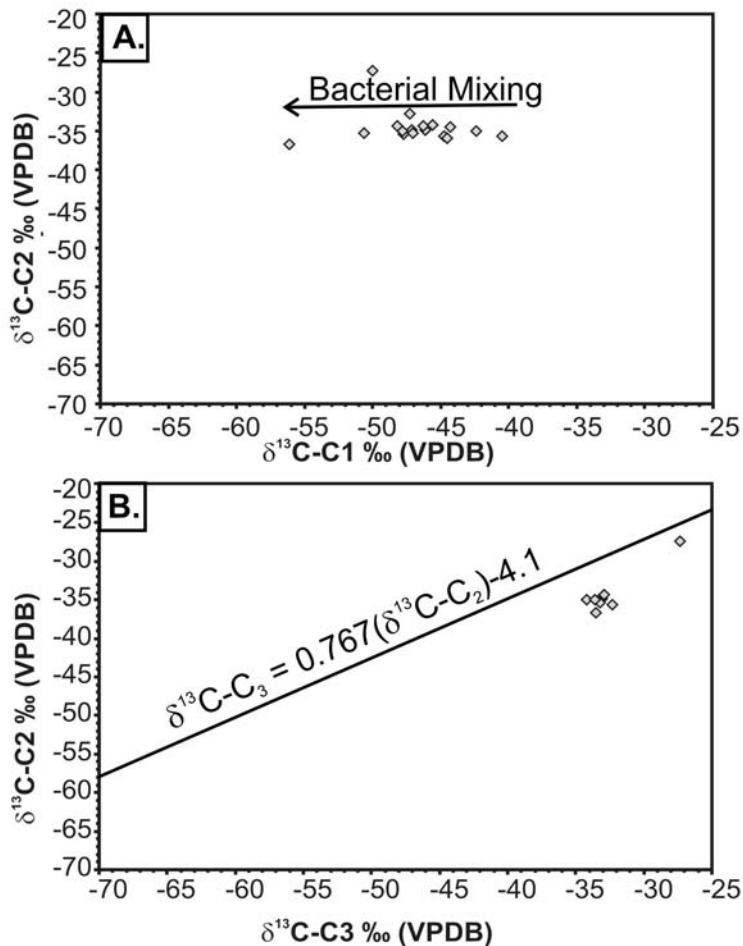 A.
-20
-25
-30
-35
-40
-45
-50
-55
-60
-65
-70
Bacterial Mixing
δ¹³C-C2 ‰ (VPDB)
-70 -65 -60 -55 -50 -45 -40 -35 -30 -25
δ¹³C-C1 ‰ (VPDB)
B.
-20
-25
-30
-35
-40
-45
-50
-55
-60
-65
-70
δ¹³C-C₃ = 0.767(δ¹³C-C₂)-4.1
δ¹³C-C2 ‰ (VPDB)
-70 -65 -60 -55 -50 -45 -40 -35 -30 -25
δ¹³C-C3 ‰ (VPDB)